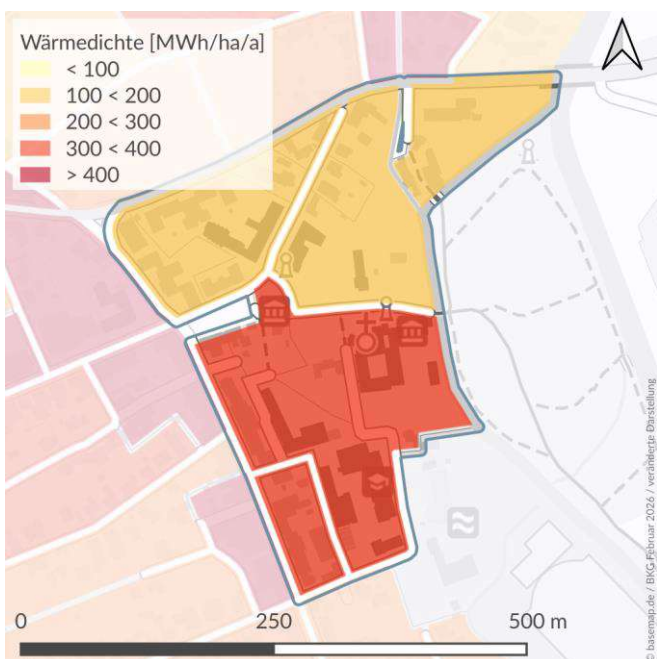 Wärmedichte [MWh/ha/a]
< 100
100 < 200
200 < 300
300 < 400
> 400
0 250 500 m
© basemap.de / BKG Februar 2026 / veränderte Darstellung